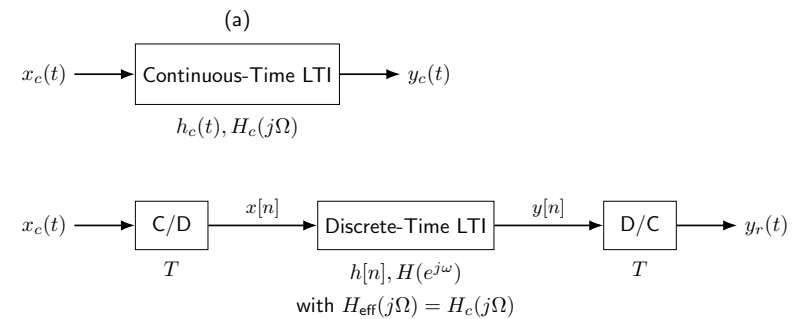 (a)
x_c(t) Continuous-Time LTI y_c(t)
h_c(t), H_c(jΩ)
x[n] y[n]
x_c(t) C/D Discrete-Time LTI D/C y_r(t)
T h[n], H(e^{jω}) T
with H_eff(jΩ) = H_c(jΩ)